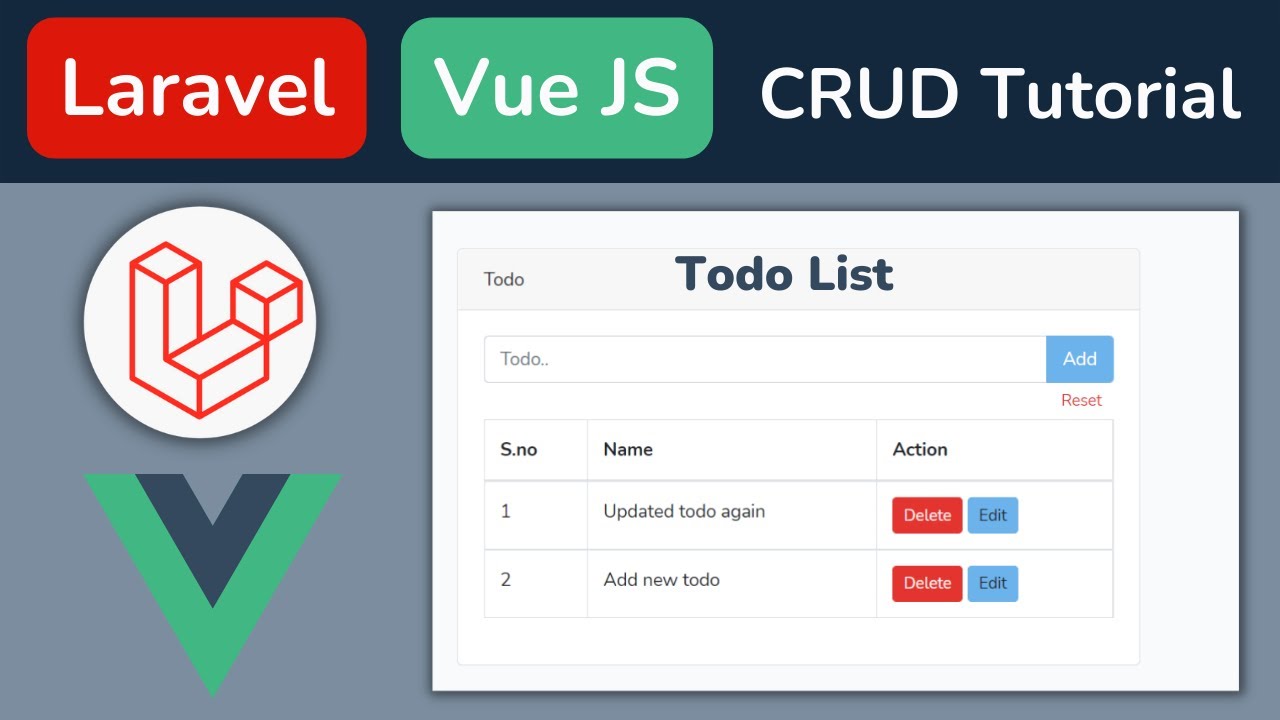 Laravel Vue JS CRUD Tutorial
Todo Todo List
Todo.. Add
Reset
S.no Name Action
1 Updated todo again Delete Edit
2 Add new todo Delete Edit